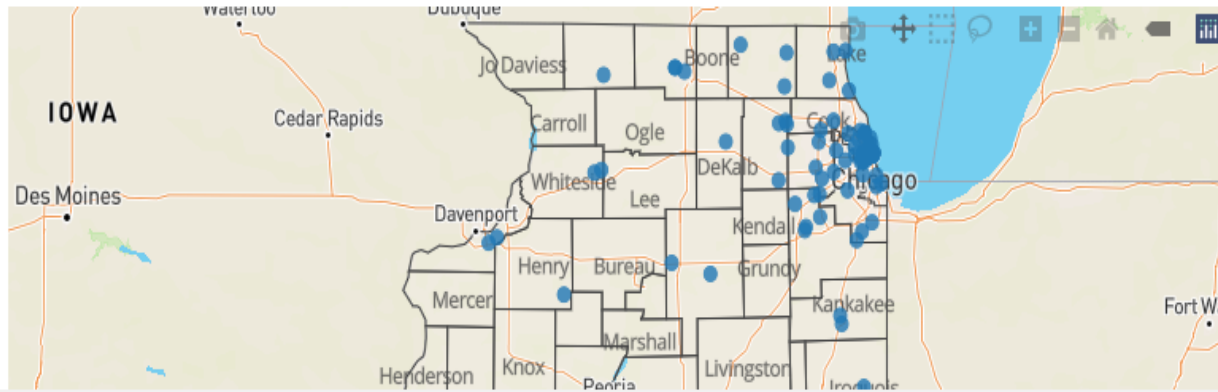 Waterloo
Dubuque
Jo Daviess
Boone
Lake
IOWA
Cedar Rapids
Carroll
Ogle
Cook
DeKalb
Whiteside
Lee
Chicago
Des Moines
Davenport
Kendall
Henry
Bureau
Grundy
Mercer
Kankakee
Fort W
Marshall
Knox
Livingston
Henderson
Peoria
Iroquois